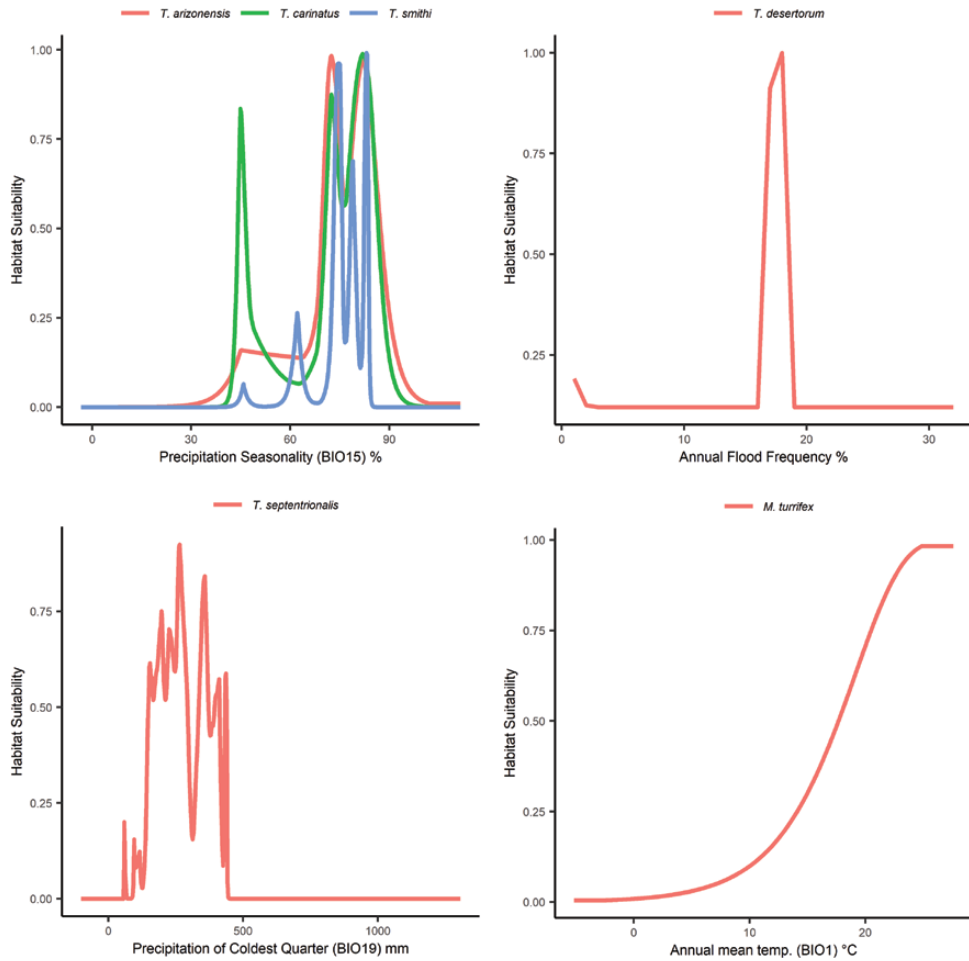 T. arizonensis T. carinatus T. smithi
Habitat Suitability
1.00
0.75
0.50
0.25
0.00
0 30 60 90
Precipitation Seasonality (BIO15) %
T. desertorum
Habitat Suitability
1.00
0.75
0.50
0.25
0 10 20 30
Annual Flood Frequency %
T. septentrionalis
Habitat Suitability
0.75
0.50
0.25
0.00
0 500 1000
Precipitation of Coldest Quarter (BIO19) mm
M. turrifex
Habitat Suitability
1.00
0.75
0.50
0.25
0.00
0 10 20
Annual mean temp. (BIO1) °C